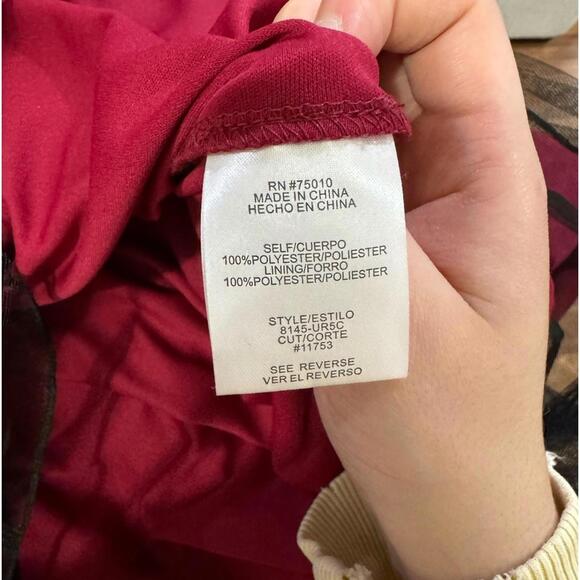 RN #75010
MADE IN CHINA
HECHO EN CHINA
SELF/CUERPO
100%POLYESTER/POLIESTER
LINING/FORRO
100%POLYESTER/POLIESTER
STYLE/ESTILO
8145-UR5C
CUT/CORTE
#11753
SEE REVERSE
VER EL REVERSO